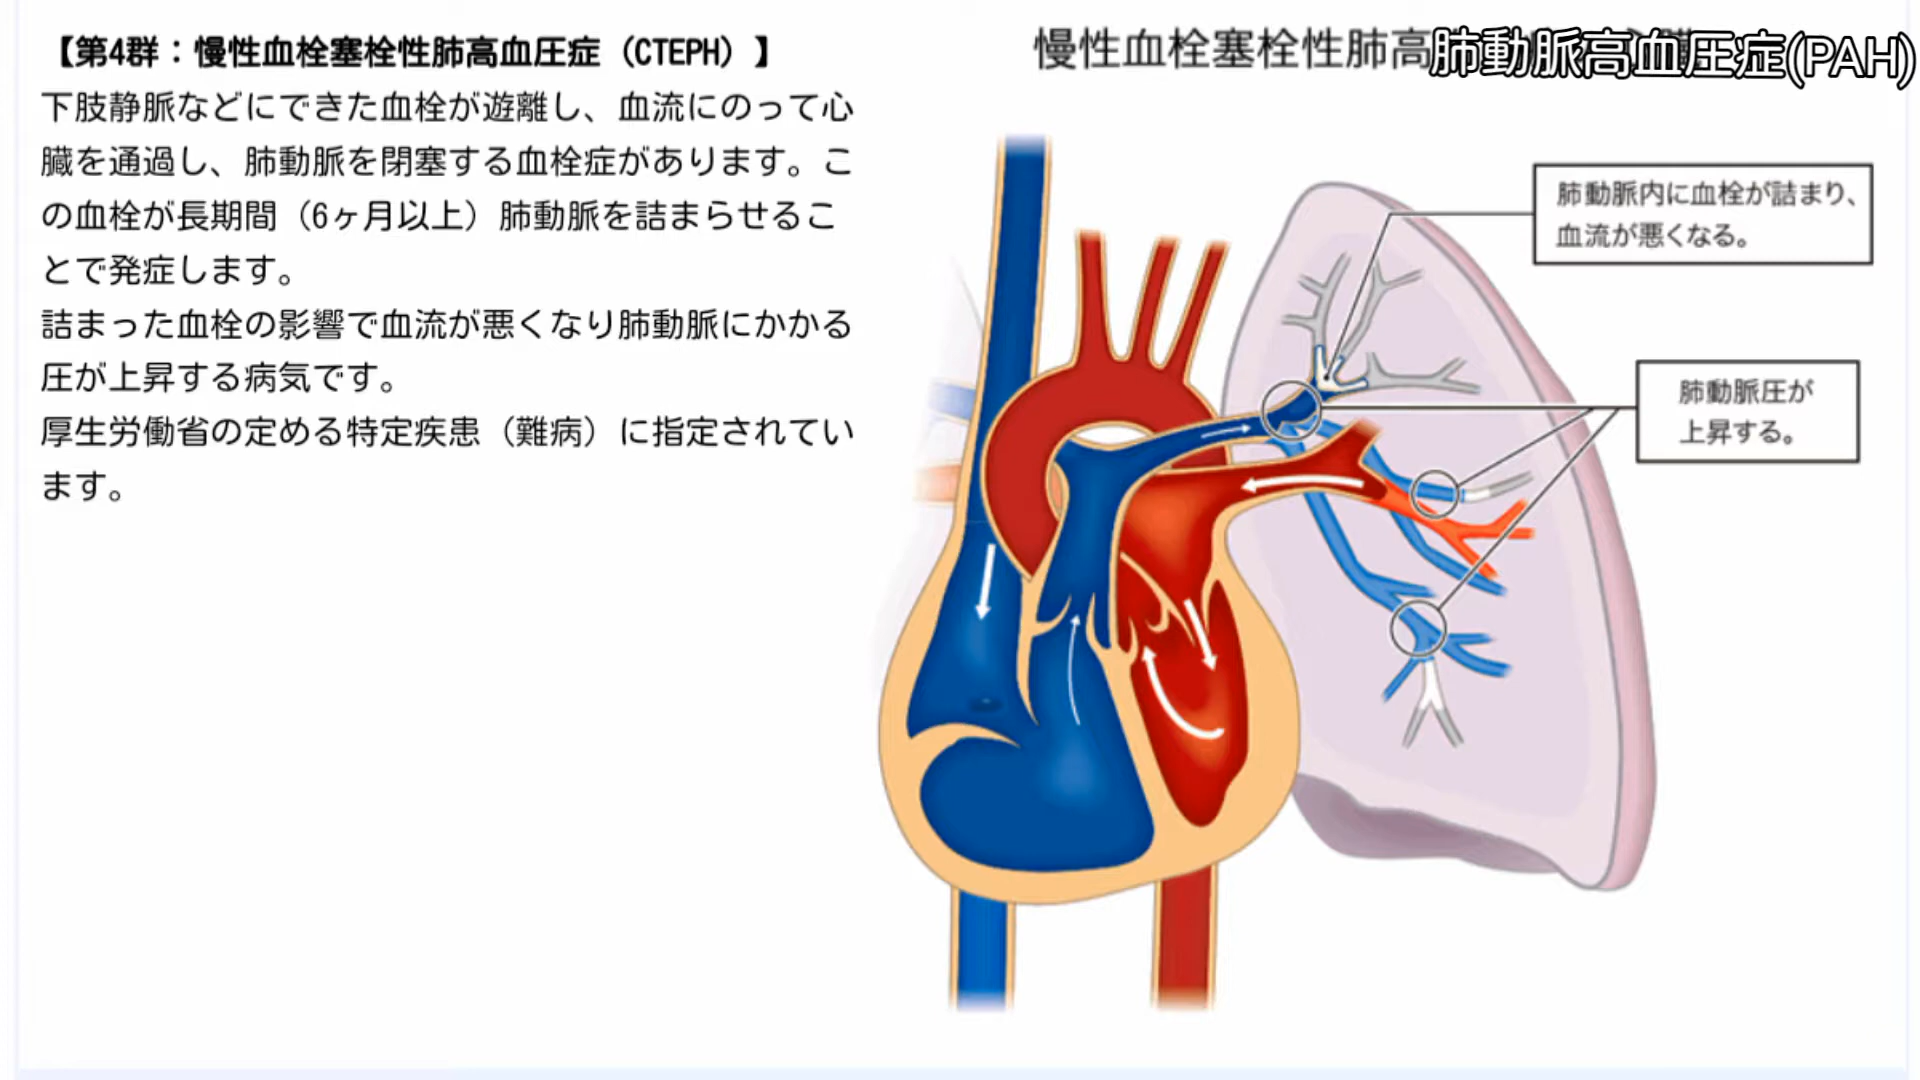 【第4群：慢性血栓塞栓性肺高血圧症（CTEPH）】
下肢静脈などにできた血栓が遊離し、血流にのって心
臓を通過し、肺動脈を閉塞する血栓症があります。こ
の血栓が長期間（6ヶ月以上）肺動脈を詰まらせるこ
とで発症します。
詰まった血栓の影響で血流が悪くなり肺動脈にかかる
圧が上昇する病気です。
厚生労働省の定める特定疾患（難病）に指定されてい
ます。
慢性血栓塞栓性肺高
肺動脈高血圧症(PAH)
肺動脈内に血栓が詰まり、
血流が悪くなる。
肺動脈圧が
上昇する。